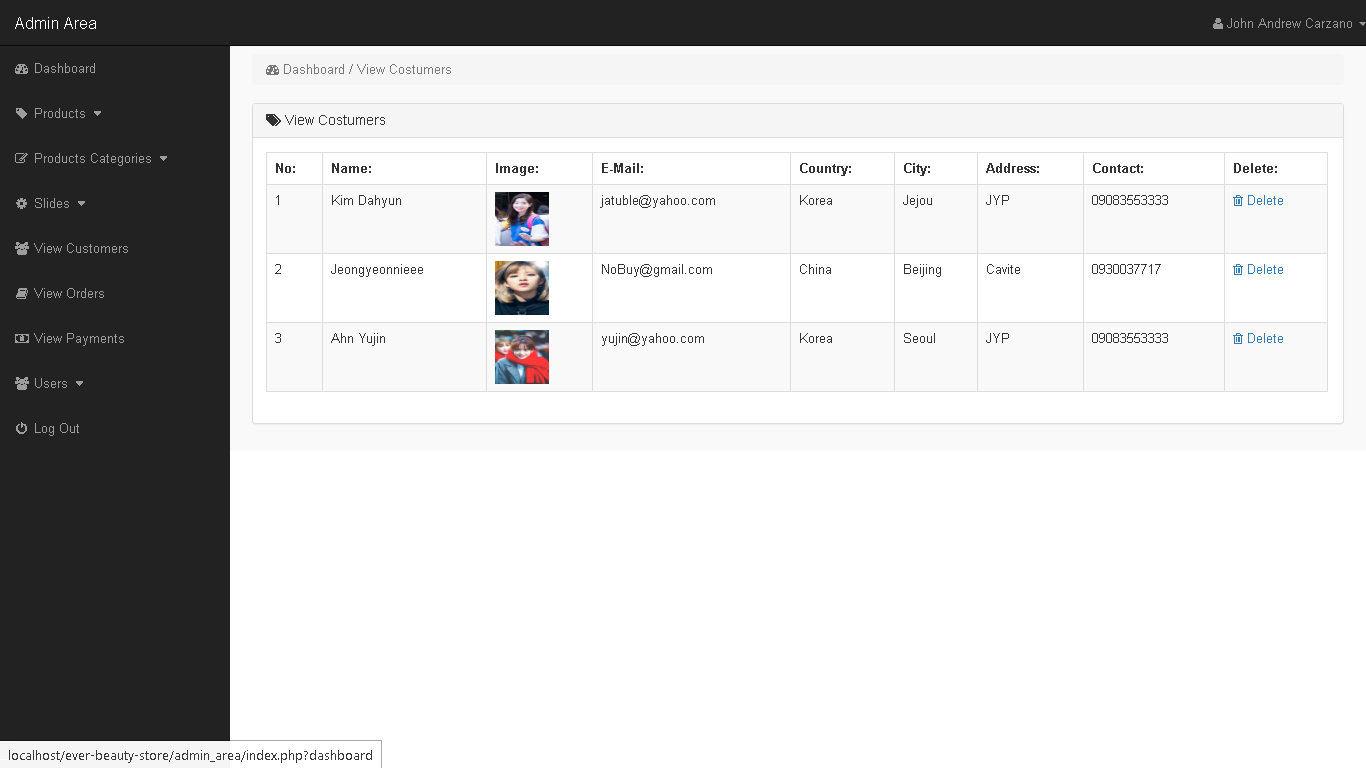 Admin Area
John Andrew Carzano
Dashboard
Products
Products Categories
Slides
View Customers
View Orders
View Payments
Users
Log Out
Dashboard / View Costumers
View Costumers
No: Name: Image: E-Mail: Country: City: Address: Contact: Delete:
1 Kim Dahyun jatuble@yahoo.com Korea Jejou JYP 09083553333 Delete
2 Jeongyeonnieee NoBuy@gmail.com China Beijing Cavite 0930037717 Delete
3 Ahn Yujin yujin@yahoo.com Korea Seoul JYP 09083553333 Delete
localhost/ever-beauty-store/admin_area/index.php?dashboard